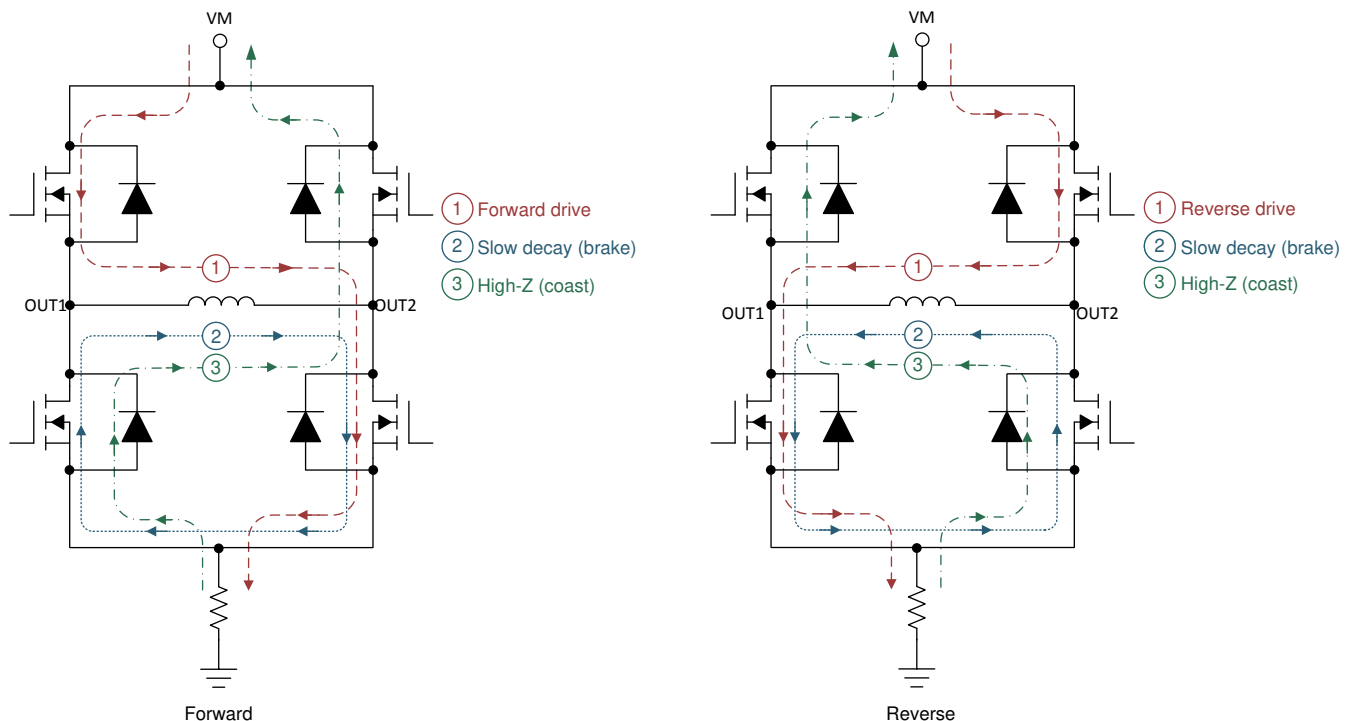 VM
1 Forward drive
2 Slow decay (brake)
3 High-Z (coast)
1
OUT1
OUT2
2
3
Forward
VM
1 Reverse drive
2 Slow decay (brake)
3 High-Z (coast)
1
OUT1
OUT2
2
3
Reverse